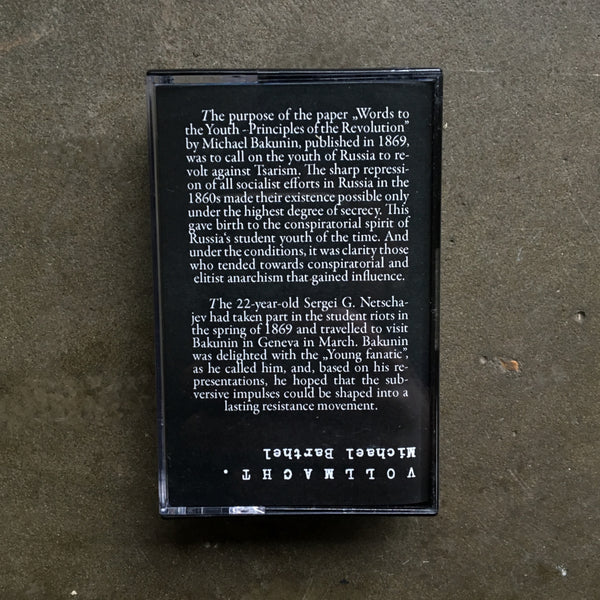 The purpose of the paper „Words to
the Youth - Principles of the Revolution”
by Michael Bakunin, published in 1869,
was to call on the youth of Russia to re-
volt against Tsarism. The sharp repressi-
on of all socialist efforts in Russia in the
1860s made their existence possible only
under the highest degree of secrecy. This
gave birth to the conspiratorial spirit of
Russia‘s student youth of the time. And
under the conditions, it was clarity those
who tended towards conspiratorial and
elitist anarchism that gained influence.
The 22-year-old Sergei G. Netscha-
jev had taken part in the student riots in
the spring of 1869 and travelled to visit
Bakunin in Geneva in March. Bakunin
was delighted with the „Young fanatic”,
as he called him, and, based on his re-
presentations, he hoped that the sub-
versive impulses could be shaped into a
lasting resistance movement.
VOLLMACHT.
Michael Barthel